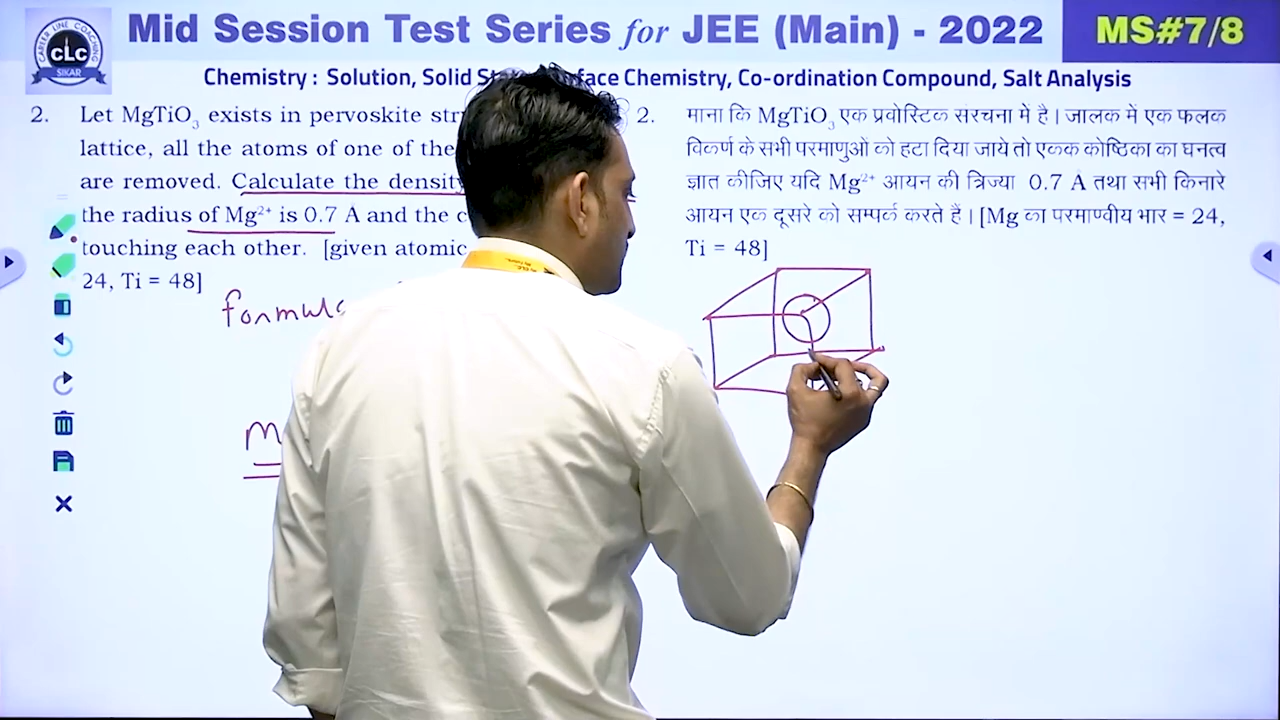 Mid Session Test Series for JEE (Main) - 2022
MS#7/8
CAREER LINE COACHING
CLC
SIKAR
Chemistry : Solution, Solid Chemistry, Co-ordination Compound, Salt Analysis
2. Let MgTiO₃ exists in pervoskite
lattice, all the atoms of one of the
are removed. Calculate the density
the radius of Mg²⁺ is 0.7 Å and the
touching each other. [given atomic
24, Ti = 48]
formula
2. माना कि MgTiO₃ एक प्रवोस्टिक संरचना में है। जालक में एक फलक
विकर्ण के सभी परमाणुओं को हटा दिया जाये तो एकक कोष्ठिका का घनत्व
ज्ञात कीजिए यदि Mg²⁺ आयन की त्रिज्या 0.7 Å तथा सभी किनारे
आयन एक दूसरे को सम्पर्क करते हैं। [Mg का परमाण्वीय भार = 24,
Ti = 48]